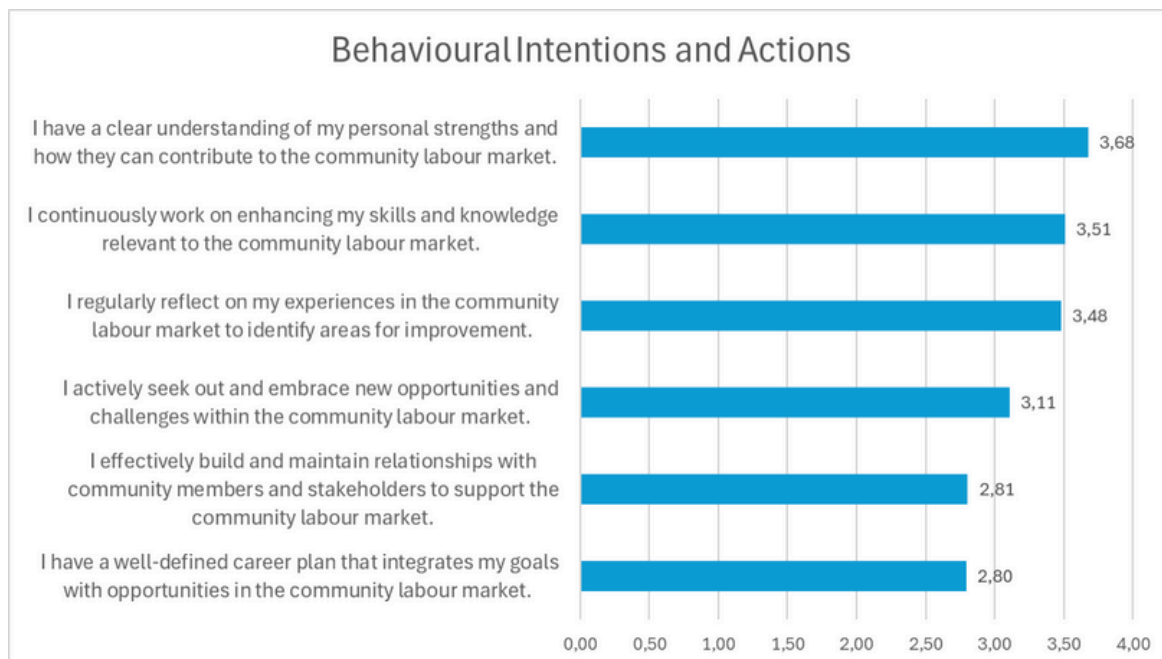 Behavioural Intentions and Actions
I have a clear understanding of my personal strengths and
how they can contribute to the community labour market.
3,68
I continuously work on enhancing my skills and knowledge
relevant to the community labour market.
3,51
I regularly reflect on my experiences in the community
labour market to identify areas for improvement.
3,48
I actively seek out and embrace new opportunities and
challenges within the community labour market.
3,11
I effectively build and maintain relationships with
community members and stakeholders to support the
community labour market.
2,81
I have a well-defined career plan that integrates my goals
with opportunities in the community labour market.
2,80
0,00 0,50 1,00 1,50 2,00 2,50 3,00 3,50 4,00